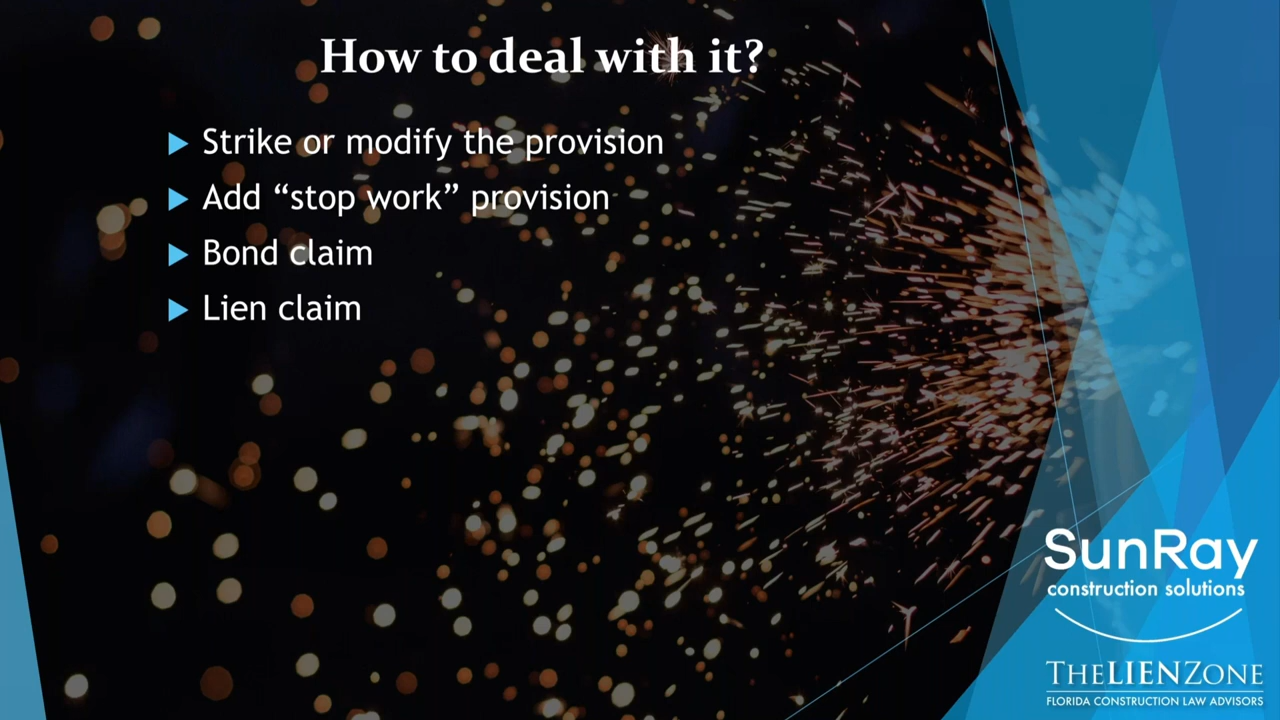 How to deal with it?
Strike or modify the provision
Add “stop work” provision
Bond claim
Lien claim
SunRay
construction solutions
THELIENZONE
FLORIDA CONSTRUCTION LAW ADVISORS